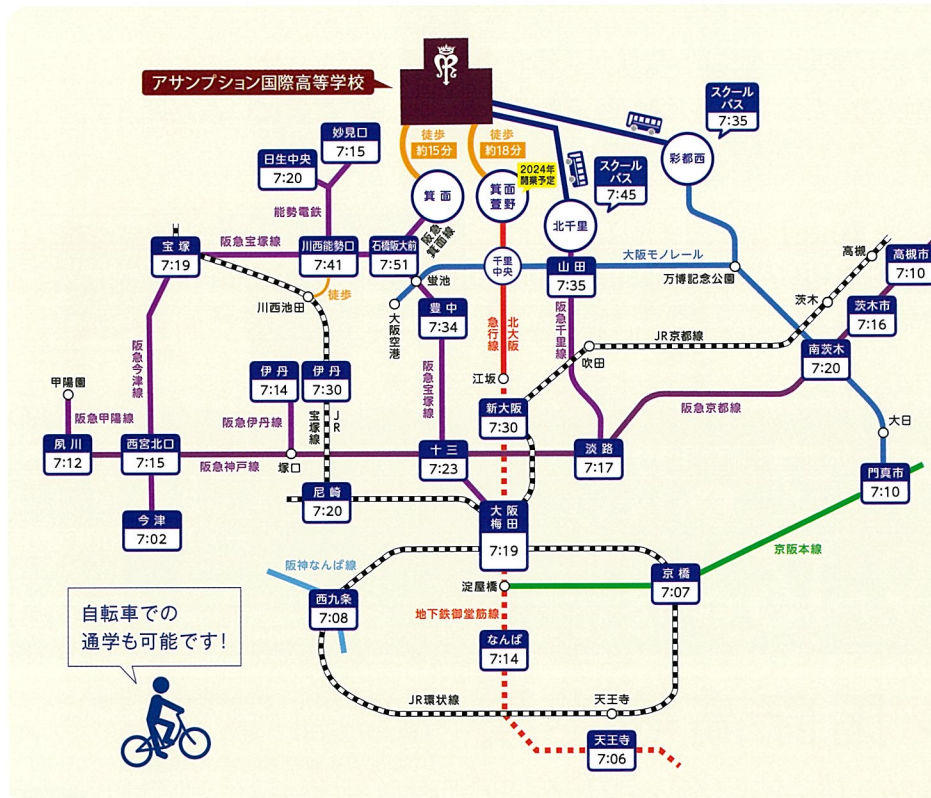 アサンプション国際高等学校
スクール
バス
7:35
徒歩
約15分
徒歩
約18分
2024年
開業予定
スクール
バス
7:45
彩都西
妙見口
7:15
日生中央
7:20
箕面
箕面
萱野
北千里
能勢電鉄
阪急
箕面線
宝塚
7:19
阪急宝塚線
川西能勢口
7:41
石橋阪大前
7:51
千里
中央
山田
7:35
大阪モノレール
万博記念公園
高槻
高槻市
7:10
川西池田
徒歩
蛍池
大阪空港
豊中
7:34
北大阪
急行線
阪急千里線
茨木
茨木市
7:16
JR京都線
吹田
南茨木
7:20
阪急今津線
伊丹
7:14
伊丹
7:30
阪急宝塚線
江坂
甲陽園
阪急甲陽線
阪急伊丹線
JR
宝塚線
新大阪
7:30
阪急京都線
大日
夙川
7:12
西宮北口
7:15
阪急神戸線
塚口
十三
7:23
淡路
7:17
門真市
7:10
今津
7:02
尼崎
7:20
大阪
梅田
7:19
京阪本線
阪神なんば線
西九条
7:08
淀屋橋
京橋
7:07
地下鉄御堂筋線
なんば
7:14
自転車での
通学も可能です!
JR環状線
天王寺
天王寺
7:06